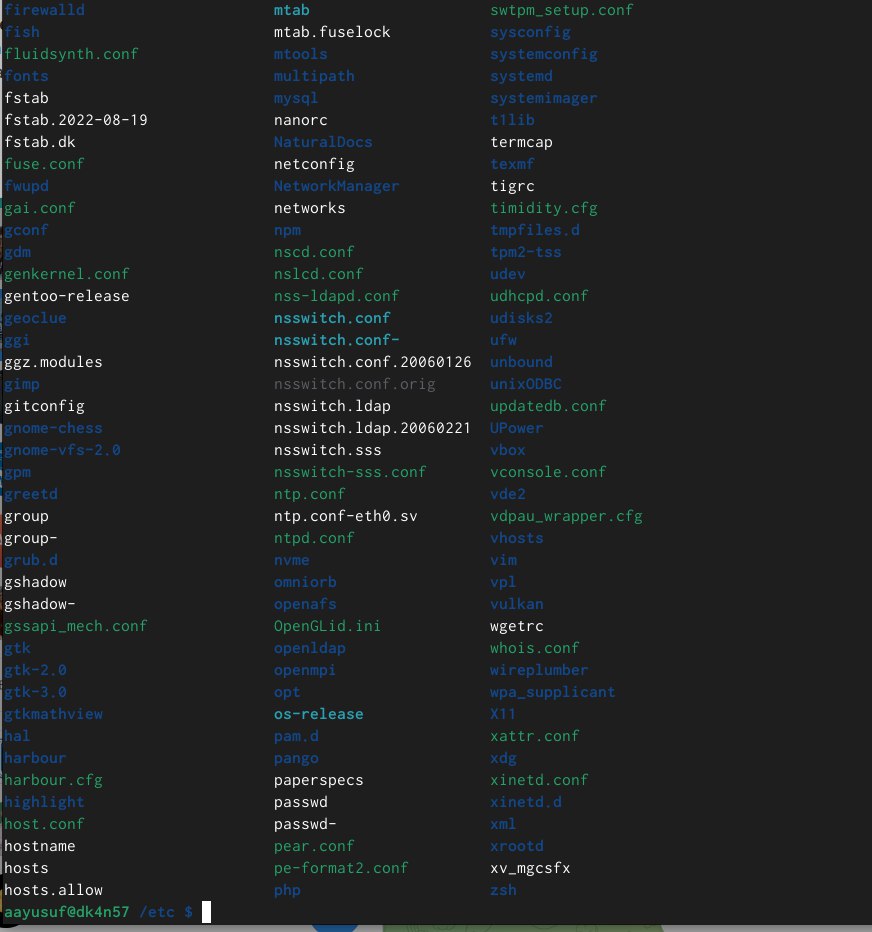 firewalld mtab swtpm_setup.conf
fish mtab.fuselock sysconfig
fluidsynth.conf mtools systemconfig
fonts multipath systemd
fstab mysql systemimager
fstab.2022-08-19 nanorc t1lib
fstab.dk NaturalDocs termcap
fuse.conf netconfig texmf
fwupd NetworkManager tigrc
gai.conf networks timidity.cfg
gconf npm tmpfiles.d
gdm nscd.conf tpm2-tss
genkernel.conf nslcd.conf udev
gentoo-release nss-ldapd.conf udhcpd.conf
geoclue nsswitch.conf udisks2
ggi nsswitch.conf- ufw
ggz.modules nsswitch.conf.20060126 unbound
gimp nsswitch.conf.orig unixODBC
gitconfig nsswitch.ldap updatedb.conf
gnome-chess nsswitch.ldap.20060221 UPower
gnome-vfs-2.0 nsswitch.sss vbox
gpm nsswitch-sss.conf vconsole.conf
greetd ntp.conf vde2
group ntp.conf-eth0.sv vdpau_wrapper.cfg
group- ntpd.conf vhosts
grub.d nvme vim
gshadow omniorb vpl
gshadow- openafs vulkan
gssapi_mech.conf OpenGLid.ini wgetrc
gtk openldap whois.conf
gtk-2.0 openmpi wireplumber
gtk-3.0 opt wpa_supplicant
gtkmathview os-release X11
hal pam.d xattr.conf
harbour pango xdg
harbour.cfg paperspecs xinetd.conf
highlight passwd xinetd.d
host.conf passwd- xml
hostname pear.conf xrootd
hosts pe-format2.conf xv_mgcsfx
hosts.allow php zsh
aayusuf@dk4n57 /etc $